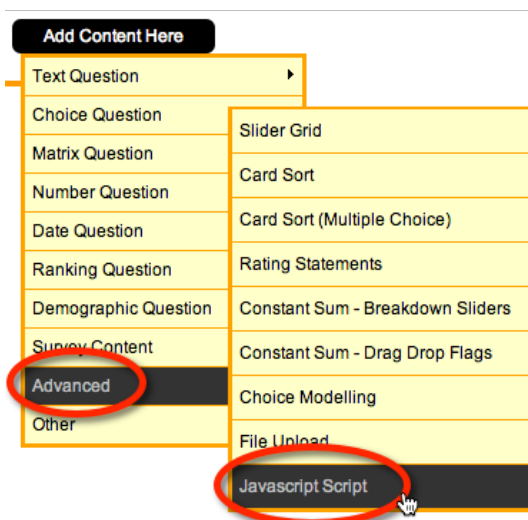 Add Content Here
Text Question
Choice Question
Matrix Question
Number Question
Date Question
Ranking Question
Demographic Question
Survey Content
Advanced
Other
Slider Grid
Card Sort
Card Sort (Multiple Choice)
Rating Statements
Constant Sum - Breakdown Sliders
Constant Sum - Drag Drop Flags
Choice Modelling
File Upload
Javascript Script